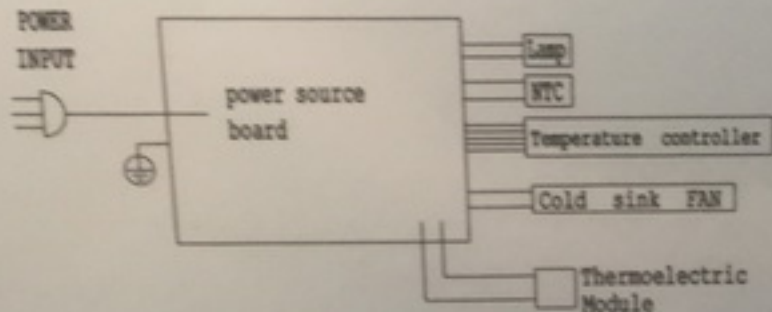 POWER
INPUT
power source
board
Lamp
NTC
Temperature controller
Cold sink FAN
Thermoelectric
Module